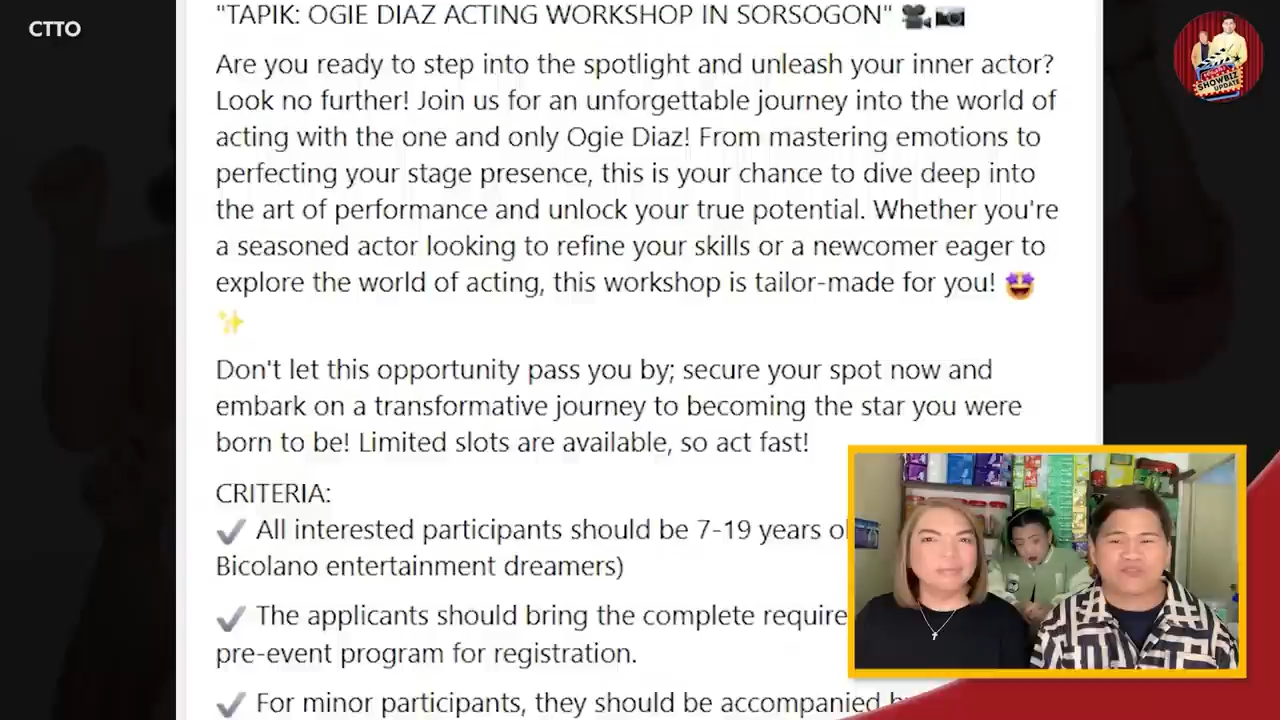 CTTO
"TAPIK: OGIE DIAZ ACTING WORKSHOP IN SORSOGON" 🎥📷
SHOWBIZ
UPDATE
Are you ready to step into the spotlight and unleash your inner actor?
Look no further! Join us for an unforgettable journey into the world of
acting with the one and only Ogie Diaz! From mastering emotions to
perfecting your stage presence, this is your chance to dive deep into
the art of performance and unlock your true potential. Whether you're
a seasoned actor looking to refine your skills or a newcomer eager to
explore the world of acting, this workshop is tailor-made for you! 🤩
✨
Don't let this opportunity pass you by; secure your spot now and
embark on a transformative journey to becoming the star you were
born to be! Limited slots are available, so act fast!
CRITERIA:
✔ All interested participants should be 7-19 years
Bicolano entertainment dreamers)
✔ The applicants should bring the complete
pre-event program for registration.
✔ For minor participants, they should be accompanied